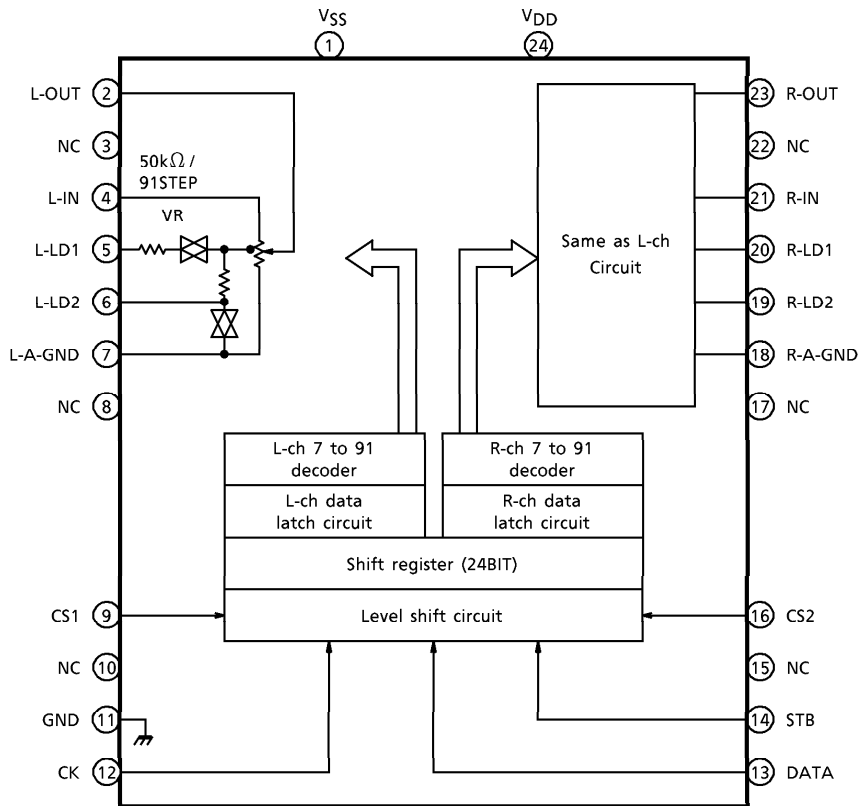 VSS
VDD
1
24
L-OUT 2
23 R-OUT
NC 3
22 NC
50kΩ /
91STEP
L-IN 4
21 R-IN
VR
L-LD1 5
20 R-LD1
Same as L-ch
Circuit
L-LD2 6
19 R-LD2
L-A-GND 7
18 R-A-GND
NC 8
17 NC
L-ch 7 to 91
decoder
R-ch 7 to 91
decoder
L-ch data
latch circuit
R-ch data
latch circuit
Shift register (24BIT)
CS1 9
Level shift circuit
16 CS2
NC 10
15 NC
GND 11
14 STB
CK 12
13 DATA